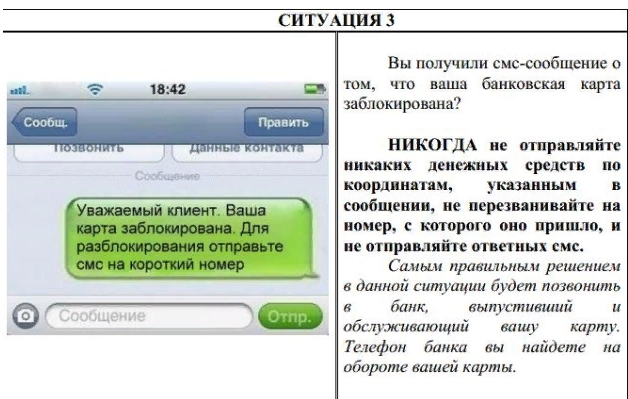 СИТУАЦИЯ 3
18:42
Сообщ.
Править
Позвонить
Данные контакта
Сообщение
Уважаемый клиент. Ваша
карта заблокирована. Для
разблокирования отправьте
смс на короткий номер
Сообщение
Отпр.
Вы получили смс-сообщение о
том, что ваша банковская карта
заблокирована?
НИКОГДА не отправляйте
никаких денежных средств по
координатам, указанным в
сообщении, не перезванивайте на
номер, с которого оно пришло, и
не отправляйте ответных смс.
Самым правильным решением
в данной ситуации будет позвонить
в банк, выпустивший и
обслуживающий вашу карту.
Телефон банка вы найдете на
обороте вашей карты.